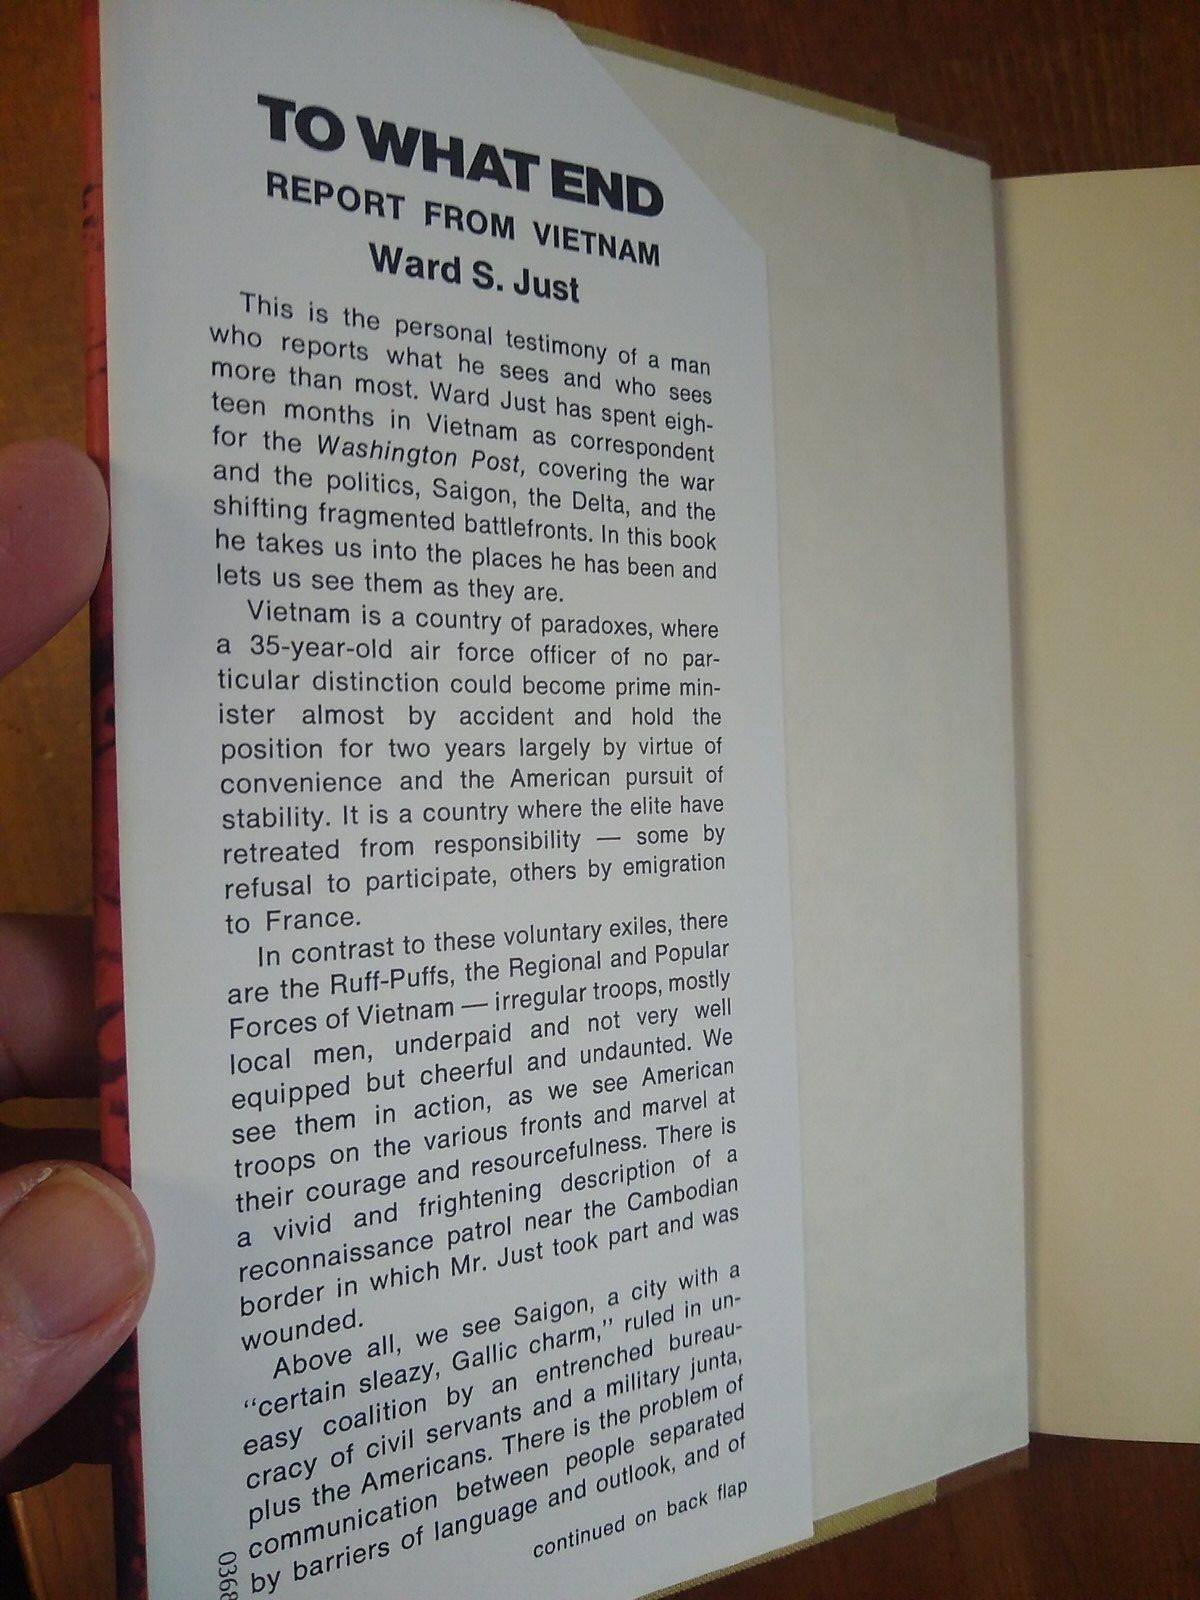 TO WHAT END
REPORT FROM VIETNAM
Ward S. Just
This is the personal testimony of a man
who reports what he sees and who sees
more than most. Ward Just has spent eigh-
teen months in Vietnam as correspondent
for the Washington Post, covering the war
and the politics, Saigon, the Delta, and the
shifting fragmented battlefronts. In this book
he takes us into the places he has been and
lets us see them as they are.
Vietnam is a country of paradoxes, where
a 35-year-old air force officer of no par-
ticular distinction could become prime min-
ister almost by accident and hold the
position for two years largely by virtue of
convenience and the American pursuit of
stability. It is a country where the elite have
retreated from responsibility — some by
refusal to participate, others by emigration
to France.
In contrast to these voluntary exiles, there
are the Ruff-Puffs, the Regional and Popular
Forces of Vietnam — irregular troops, mostly
local men, underpaid and not very well
equipped but cheerful and undaunted. We
see them in action, as we see American
troops on the various fronts and marvel at
their courage and resourcefulness. There is
a vivid and frightening description of a
reconnaissance patrol near the Cambodian
border in which Mr. Just took part and was
wounded.
Above all, we see Saigon, a city with a
“certain sleazy, Gallic charm,” ruled in un-
easy coalition by an entrenched bureau-
cracy of civil servants and a military junta,
plus the Americans. There is the problem of
communication between people separated
by barriers of language and outlook, and of
continued on back flap
0368